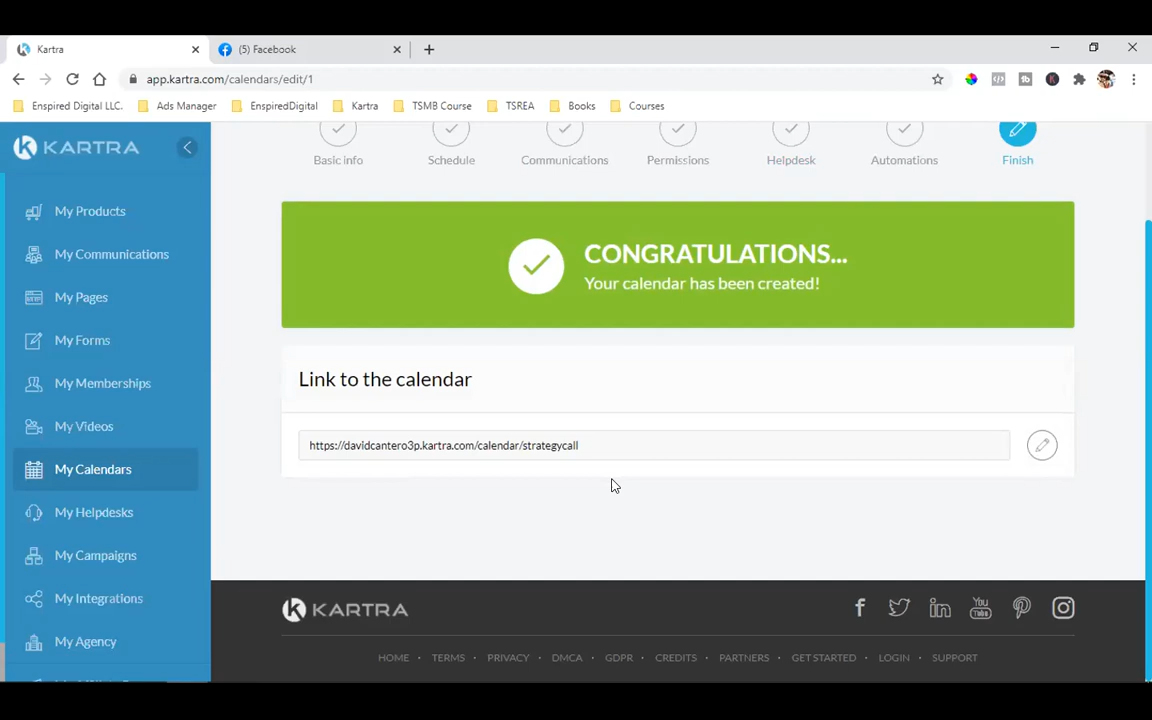 Kartra
(5) Facebook
app.kartra.com/calendars/edit/1
Enspired Digital LLC.
Ads Manager
EnspiredDigital
Kartra
TSMB Course
TSREA
Books
Courses
KARTRA
My Products
My Communications
My Pages
My Forms
My Memberships
My Videos
My Calendars
My Helpdesks
My Campaigns
My Integrations
My Agency
Basic info
Schedule
Communications
Permissions
Helpdesk
Automations
Finish
CONGRATULATIONS...
Your calendar has been created!
Link to the calendar
https://davidcantero3p.kartra.com/calendar/strategycall
KARTRA
HOME · TERMS · PRIVACY · DMCA · GDPR · CREDITS · PARTNERS · GET STARTED · LOGIN · SUPPORT